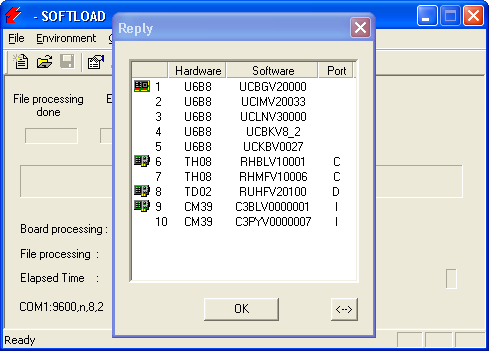 - SOFTLOAD
Reply
File Environment
Hardware Software Port
1 U6B8 UCBGV20000
2 U6B8 UCIMV20033
3 U6B8 UCLNV30000
4 U6B8 UCBKV8_2
5 U6B8 UCKBV0027
6 TH08 RHBLV10001 C
7 TH08 RHMFV10006 C
8 TD02 RUHFV20100 D
9 CM39 C3BLV0000001 I
10 CM39 C3PYV0000007 I
File processing
done
Board processing :
File processing :
Elapsed Time :
COM1:9600,n,8,2
OK
<-->
Ready